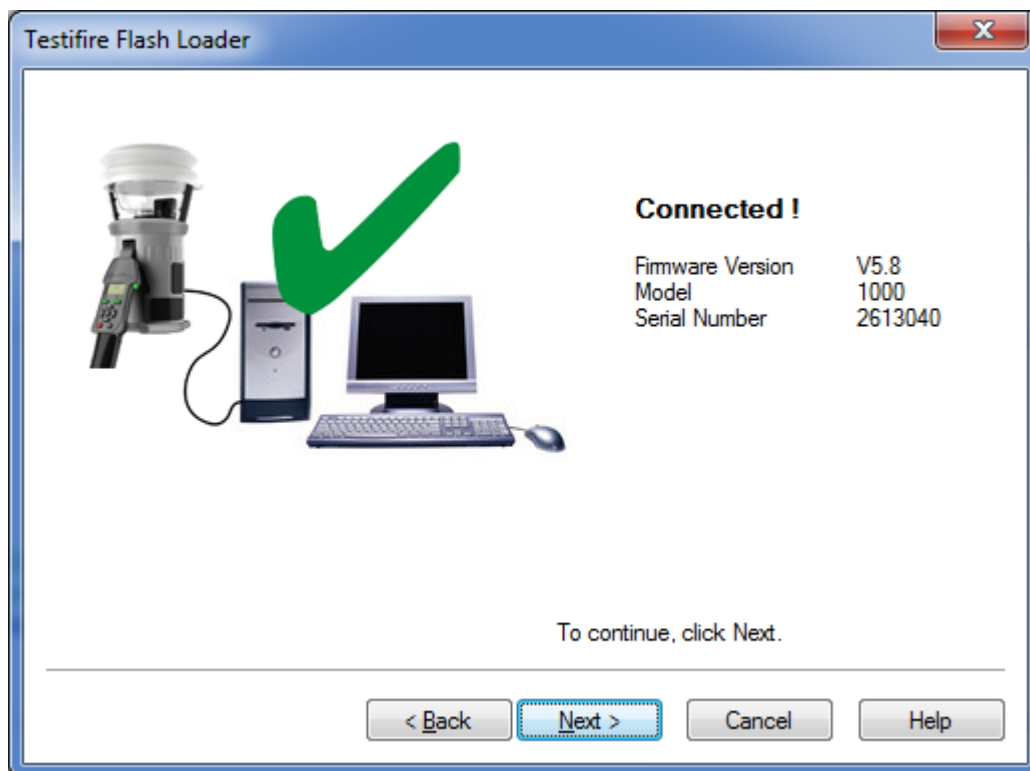 Testifire Flash Loader
Connected !
Firmware Version V5.8
Model 1000
Serial Number 2613040
To continue, click Next.
< Back Next > Cancel Help